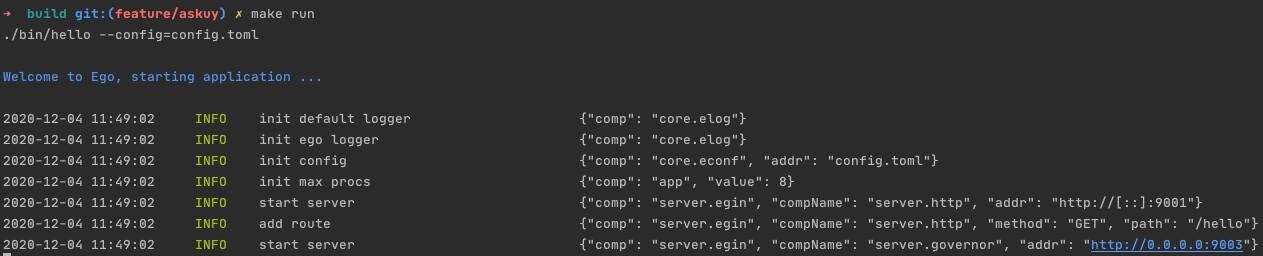 ➜ build git:(feature/askuy) ✗ make run
./bin/hello --config=config.toml
Welcome to Ego, starting application ...
2020-12-04 11:49:02 INFO init default logger {"comp": "core.elog"}
2020-12-04 11:49:02 INFO init ego logger {"comp": "core.elog"}
2020-12-04 11:49:02 INFO init config {"comp": "core.econf", "addr": "config.toml"}
2020-12-04 11:49:02 INFO init max procs {"comp": "app", "value": 8}
2020-12-04 11:49:02 INFO start server {"comp": "server.egin", "compName": "server.http", "addr": "http://[::]:9001"}
2020-12-04 11:49:02 INFO add route {"comp": "server.egin", "compName": "server.http", "method": "GET", "path": "/hello"}
2020-12-04 11:49:02 INFO start server {"comp": "server.egin", "compName": "server.governor", "addr": "http://0.0.0.0:9003"}